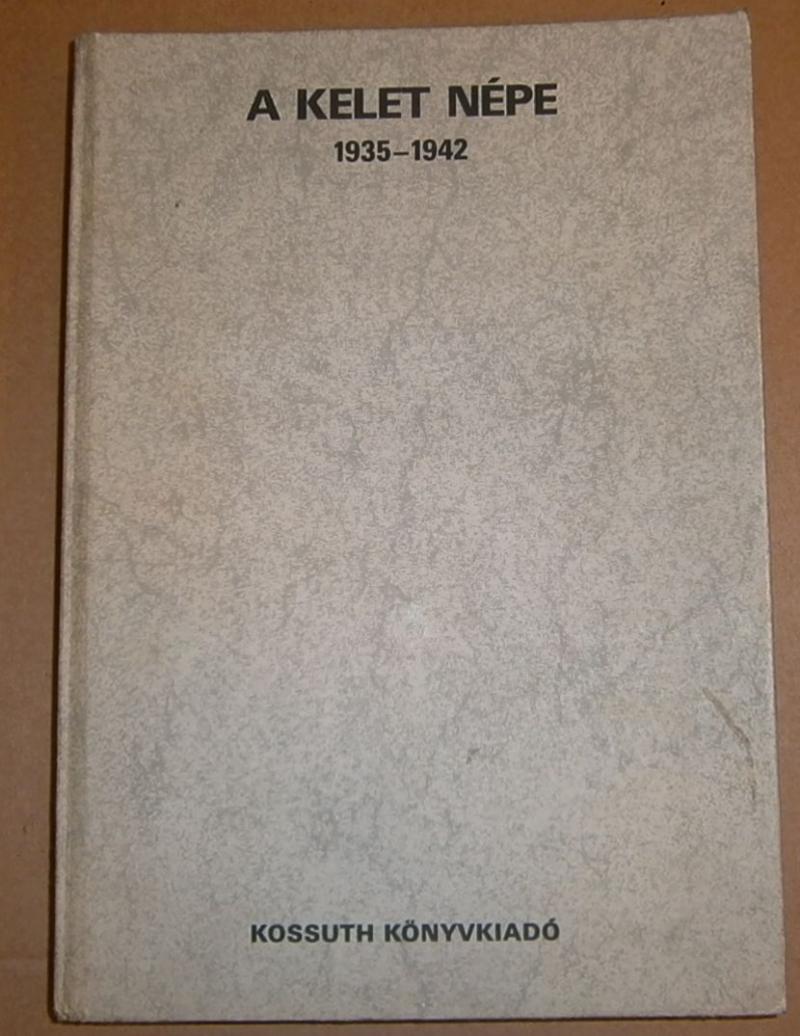 A KELET NÉPE
1935–1942
KOSSUTH KÖNYVKIADÓ